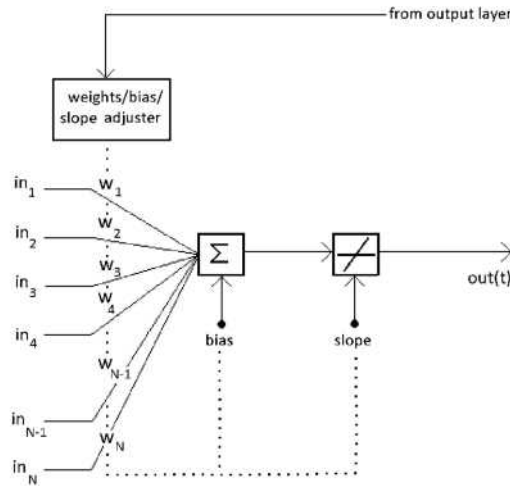 from output layer
weights/bias/
slope adjuster
in1
w1
in2
w2
in3
w3
w4
in4
Σ
out(t)
bias
slope
wN-1
inN-1
wN
inN